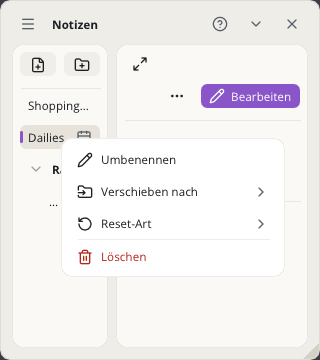 Notizen
Bearbeiten
Shopping...
Dailies
...
Umbenennen
Verschieben nach
Reset-Art
Löschen